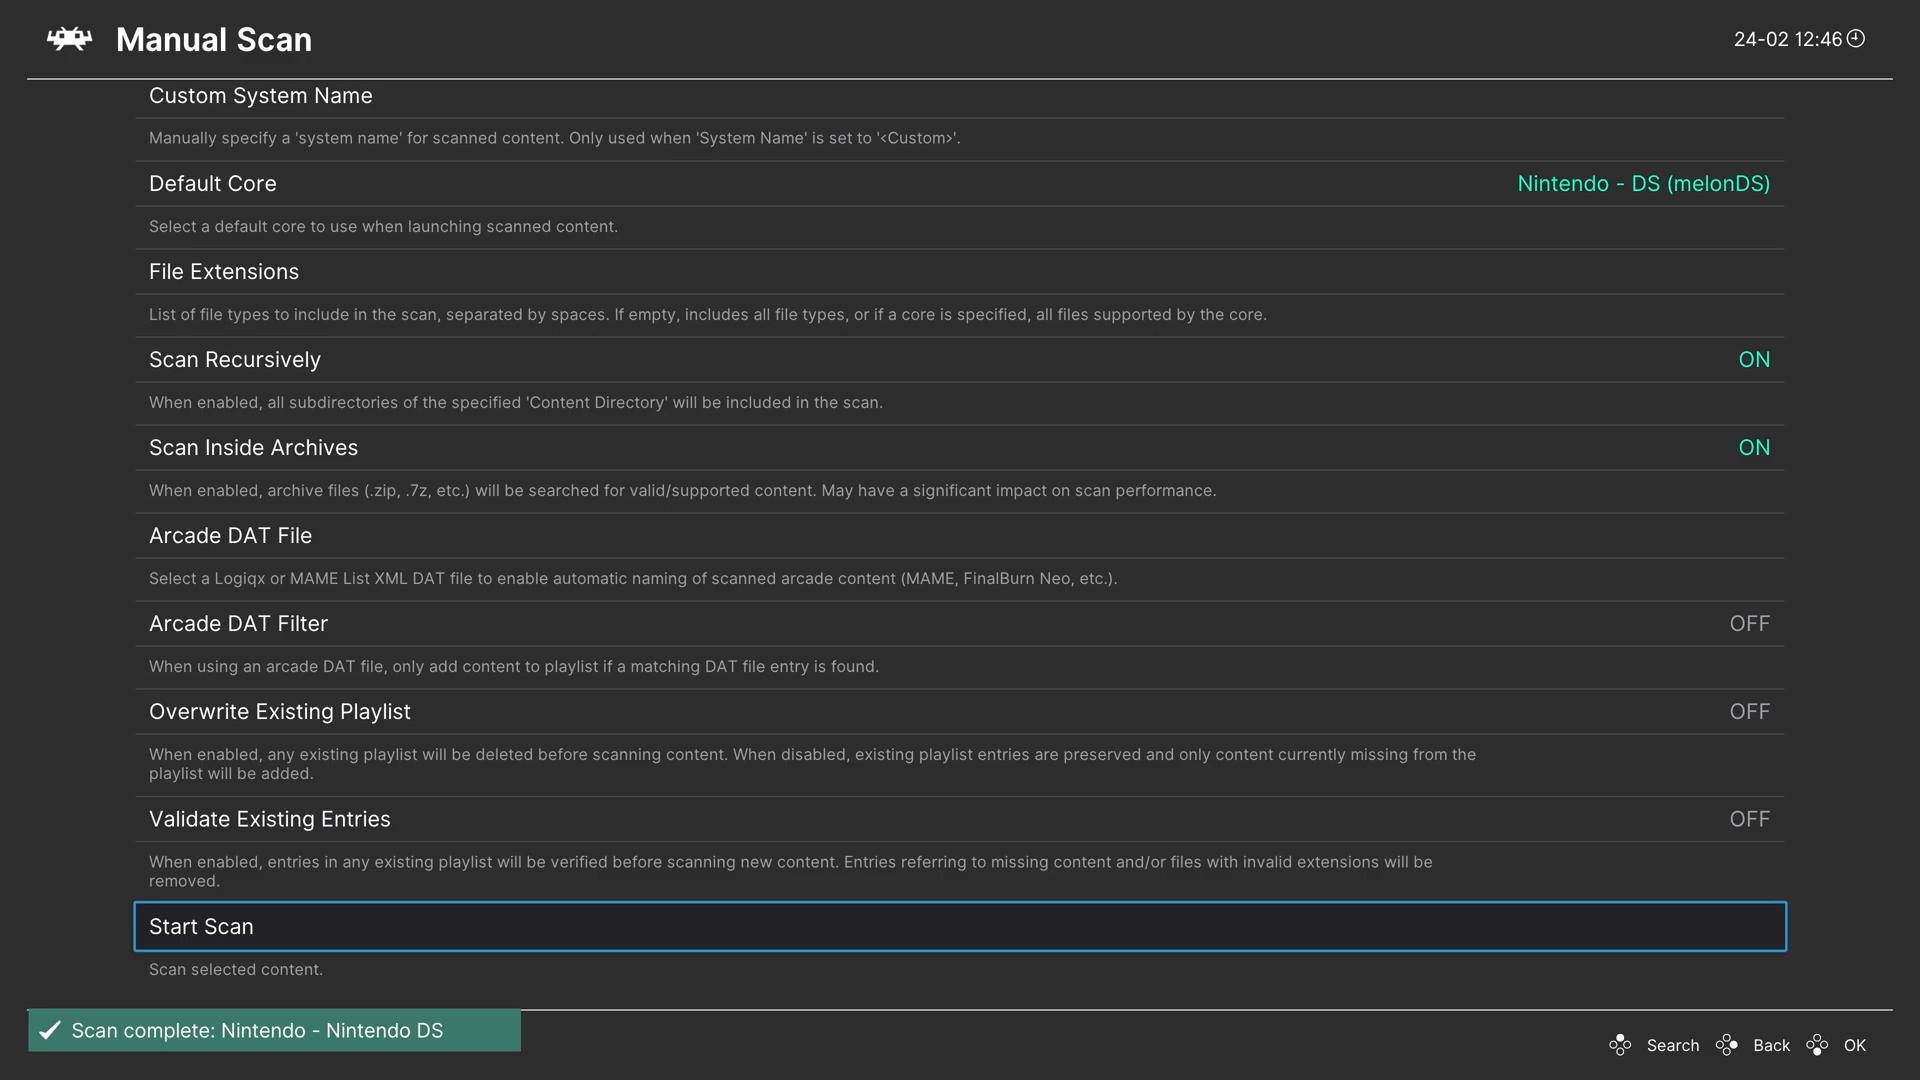 Manual Scan
24-02 12:46
Custom System Name
Manually specify a 'system name' for scanned content. Only used when 'System Name' is set to '<Custom>'.
Default Core
Nintendo - DS (melonDS)
Select a default core to use when launching scanned content.
File Extensions
List of file types to include in the scan, separated by spaces. If empty, includes all file types, or if a core is specified, all files supported by the core.
Scan Recursively
ON
When enabled, all subdirectories of the specified 'Content Directory' will be included in the scan.
Scan Inside Archives
ON
When enabled, archive files (.zip, .7z, etc.) will be searched for valid/supported content. May have a significant impact on scan performance.
Arcade DAT File
Select a Logiqx or MAME List XML DAT file to enable automatic naming of scanned arcade content (MAME, FinalBurn Neo, etc.).
Arcade DAT Filter
OFF
When using an arcade DAT file, only add content to playlist if a matching DAT file entry is found.
Overwrite Existing Playlist
OFF
When enabled, any existing playlist will be deleted before scanning content. When disabled, existing playlist entries are preserved and only content currently missing from the
playlist will be added.
Validate Existing Entries
OFF
When enabled, entries in any existing playlist will be verified before scanning new content. Entries referring to missing content and/or files with invalid extensions will be
removed.
Start Scan
Scan selected content.
Scan complete: Nintendo - Nintendo DS
Search
Back
OK